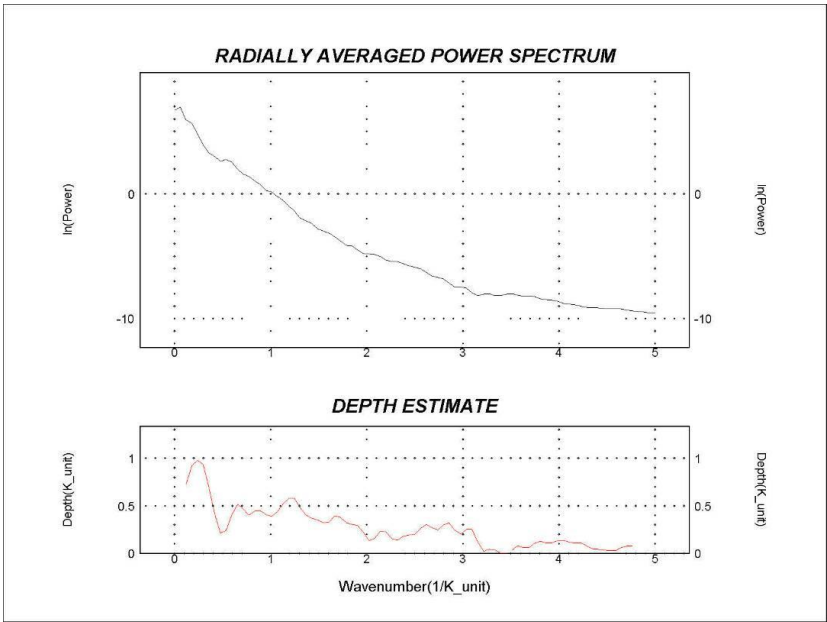 RADIALLY AVERAGED POWER SPECTRUM
0
-10
ln(Power)
0
-10
ln(Power)
0 1 2 3 4 5
DEPTH ESTIMATE
1
0.5
0
Depth(K_unit)
1
0.5
0
Depth(K_unit)
0 1 2 3 4 5
Wavenumber(1/K_unit)